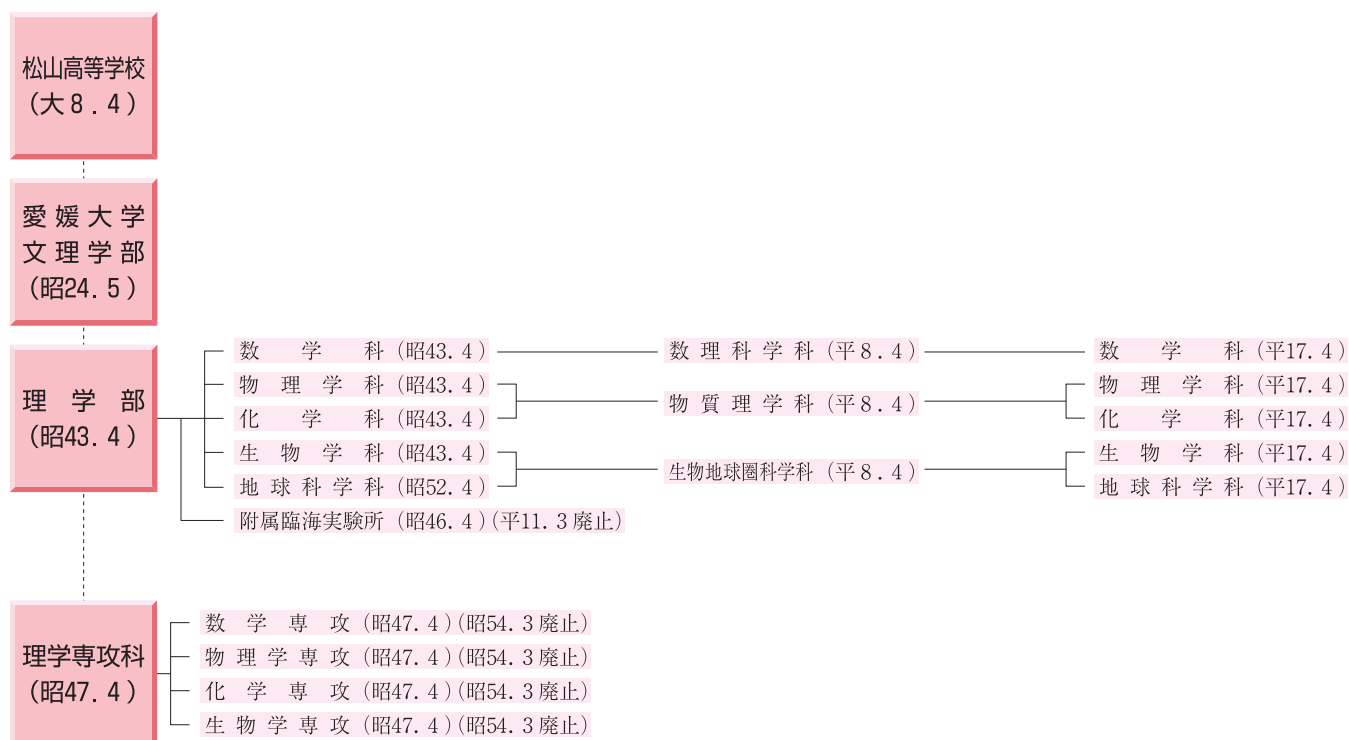 松山高等学校
(大8.4)
愛媛大学
文理学部
(昭24.5)
理学部
(昭43.4)
数学科(昭43.4)
数理科学科(平8.4)
数学科(平17.4)
物理学科(昭43.4)
物質理学科(平8.4)
物理学科(平17.4)
化学科(昭43.4)
化学科(平17.4)
生物学科(昭43.4)
生物地球圏科学科(平8.4)
生物学科(平17.4)
地球科学科(昭52.4)
地球科学科(平17.4)
附属臨海実験所(昭46.4)(平11.3廃止)
理学専攻科
(昭47.4)
数学専攻(昭47.4)(昭54.3廃止)
物理学専攻(昭47.4)(昭54.3廃止)
化学専攻(昭47.4)(昭54.3廃止)
生物学専攻(昭47.4)(昭54.3廃止)